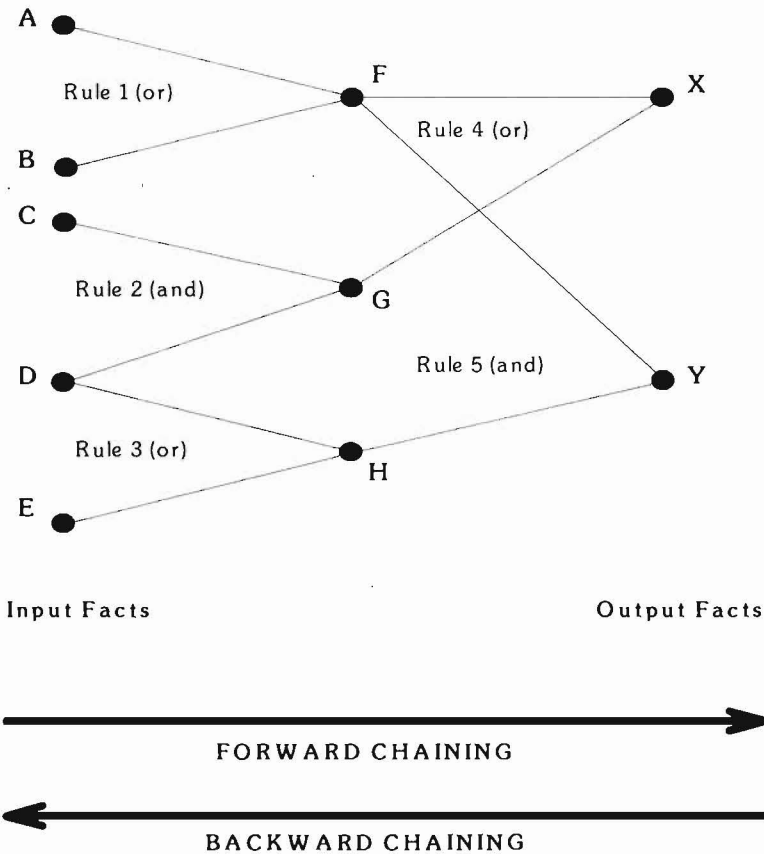 A
F
X
Rule 1 (or)
Rule 4 (or)
B
C
Rule 2 (and)
G
D
Rule 5 (and)
Y
Rule 3 (or)
H
E
Input Facts
Output Facts
FORWARD CHAINING
BACKWARD CHAINING